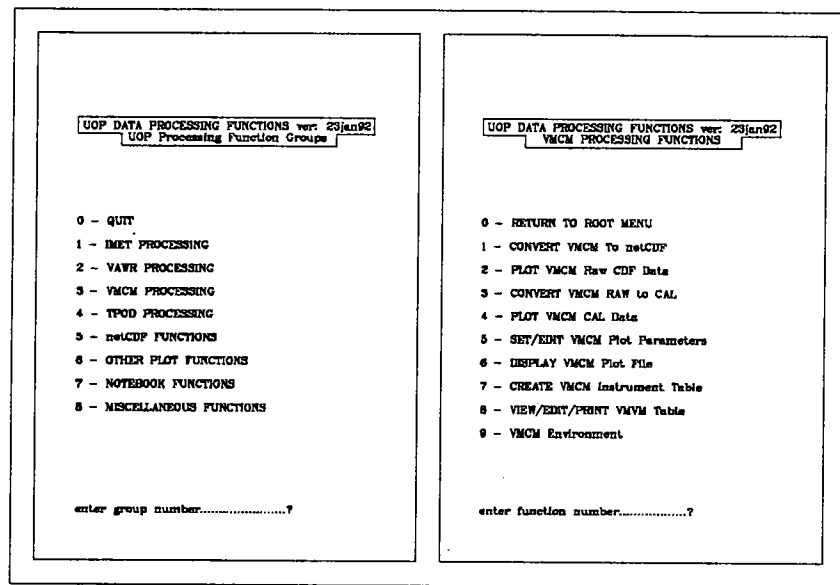 UOP DATA PROCESSING FUNCTIONS ver: 23jan92
UOP Processing Function Groups
0 - QUIT
1 - IMET PROCESSING
2 - VAWR PROCESSING
3 - VMCM PROCESSING
4 - TPOD PROCESSING
5 - netCDF FUNCTIONS
6 - OTHER PLOT FUNCTIONS
7 - NOTEBOOK FUNCTIONS
8 - MISCELLANEOUS FUNCTIONS
enter group number.....................?
UOP DATA PROCESSING FUNCTIONS ver: 23jan92
VMCM PROCESSING FUNCTIONS
0 - RETURN TO ROOT MENU
1 - CONVERT VMCM To netCDF
2 - PLOT VMCM Raw CDF Data
3 - CONVERT VMCM RAW to CAL
4 - PLOT VMCM CAL Data
5 - SET/EDIT VMCM Plot Parameters
6 - DISPLAY VMCM Plot File
7 - CREATE VMCM Instrument Table
8 - VIEW/EDIT/PRINT VMVM Table
9 - VMCM Environment
enter function number.................?